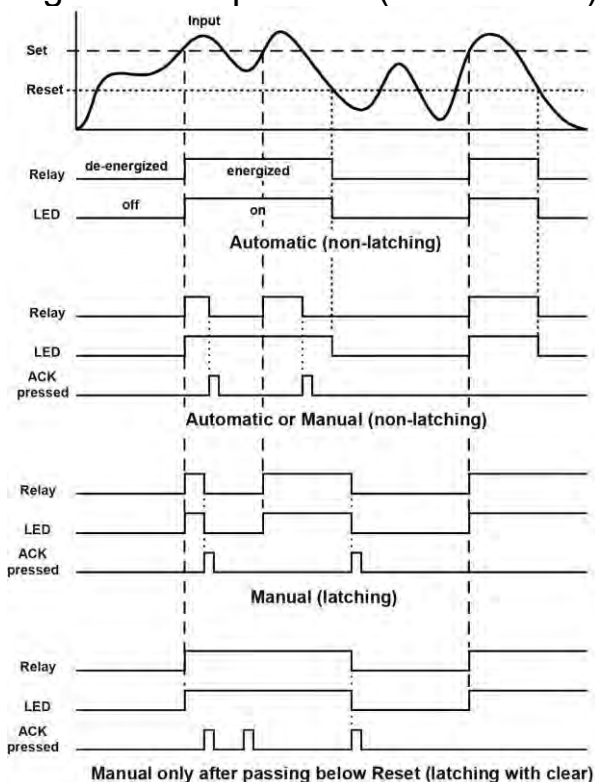 Input
Set
Reset
de-energized
energized
Relay
off
on
LED
Automatic (non-latching)
Relay
LED
ACK
pressed
Automatic or Manual (non-latching)
Relay
LED
ACK
pressed
Manual (latching)
Relay
LED
ACK
pressed
Manual only after passing below Reset (latching with clear)